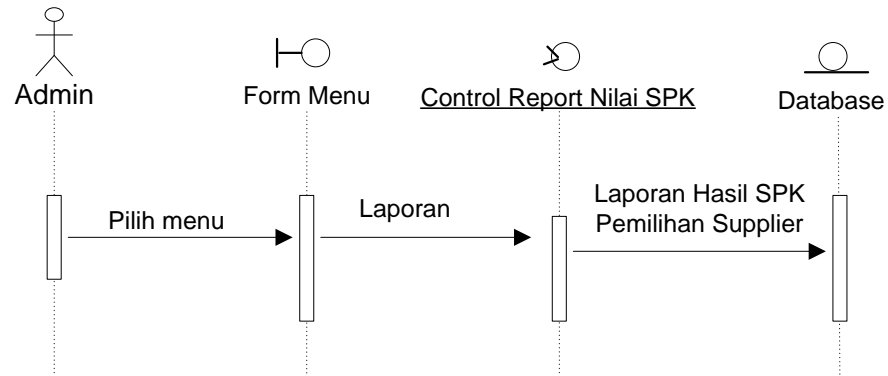 Admin
Form Menu
Control Report Nilai SPK
Database
Pilih menu
Laporan
Laporan Hasil SPK
Pemilihan Supplier